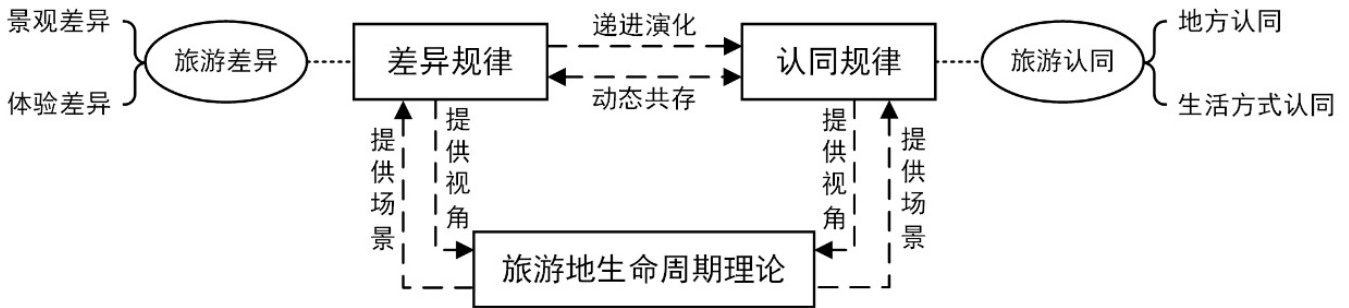 景观差异
体验差异
旅游差异
差异规律
递进演化
动态共存
认同规律
旅游认同
地方认同
生活方式认同
提供场景
提供视角
提供视角
提供场景
旅游地生命周期理论